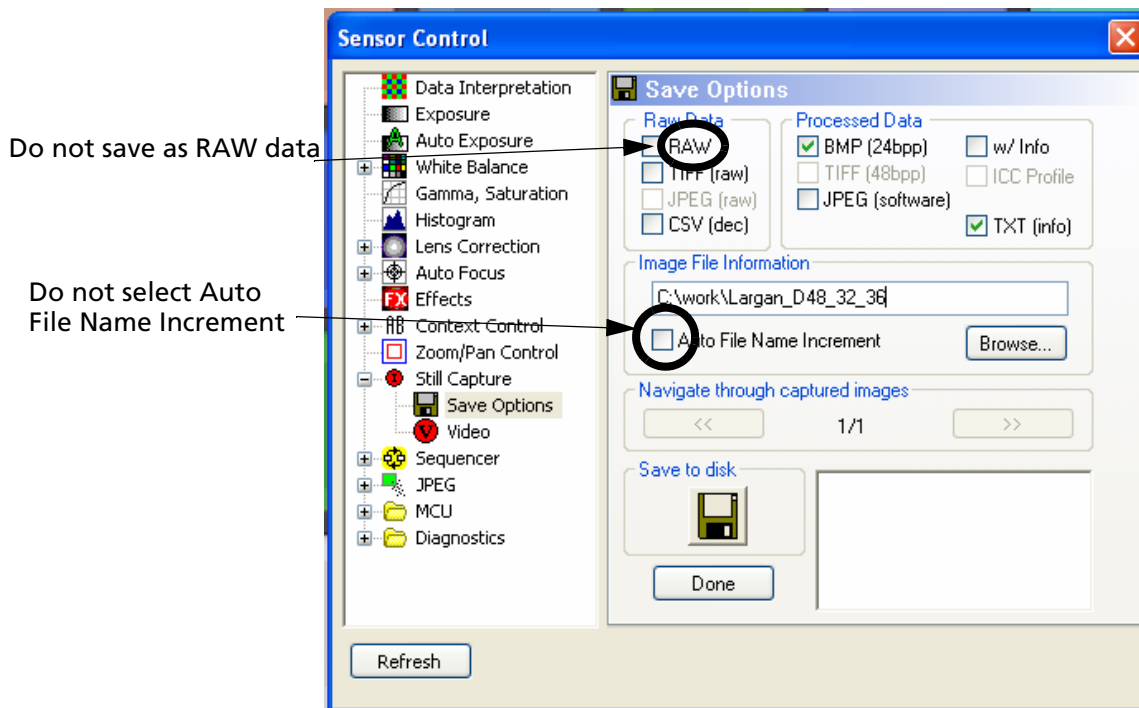 Sensor Control
Do not save as RAW data
Do not select Auto
File Name Increment
Data Interpretation
Exposure
Auto Exposure
White Balance
Gamma, Saturation
Histogram
Lens Correction
Auto Focus
FX Effects
AB Context Control
Zoom/Pan Control
I Still Capture
Save Options
V Video
Sequencer
JPEG
MCU
Diagnostics
Refresh
Save Options
Raw Data
RAW
TIFF (raw)
JPEG (raw)
CSV (dec)
Processed Data
BMP (24bpp)
w/ Info
TIFF (48bpp)
ICC Profile
JPEG (software)
TXT (info)
Image File Information
C:\work\Largan_D48_32_36
Auto File Name Increment
Browse...
Navigate through captured images
<<
1/1
>>
Save to disk
Done